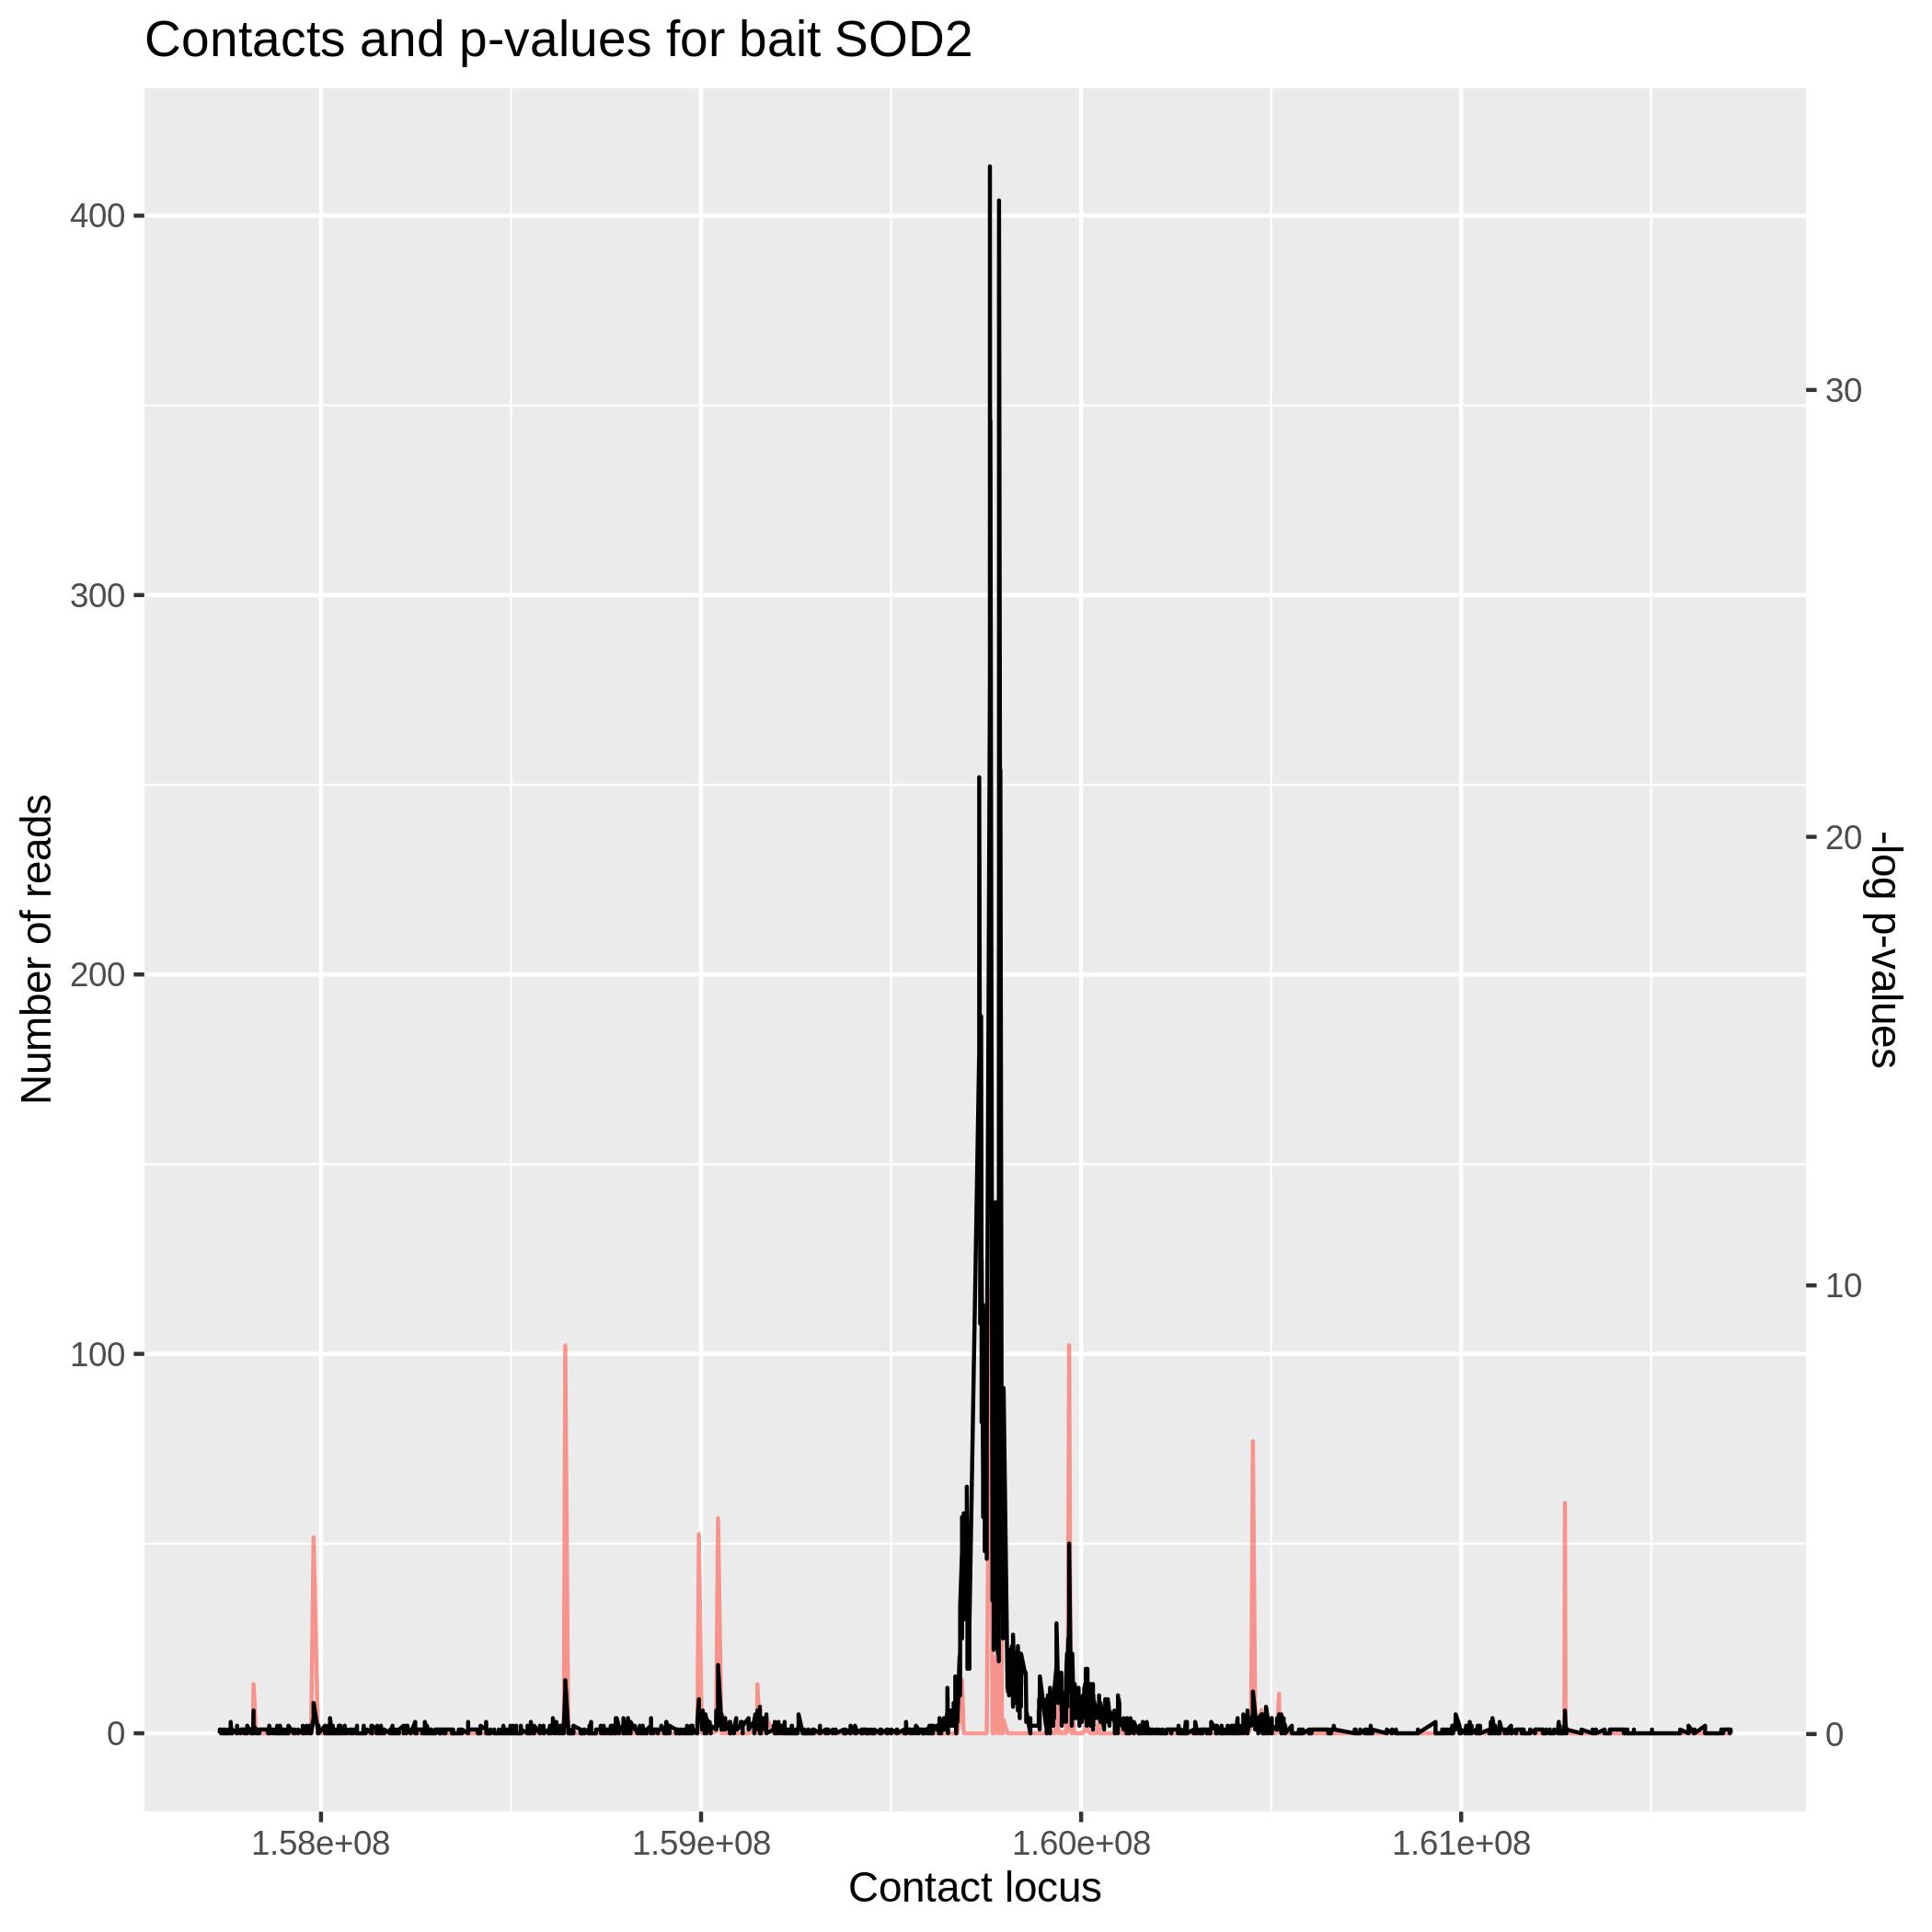 Contacts and p-values for bait SOD2
400
300
200
100
0
Number of reads
30
20
10
0
-log p-values
1.58e+08
1.59e+08
1.60e+08
1.61e+08
Contact locus